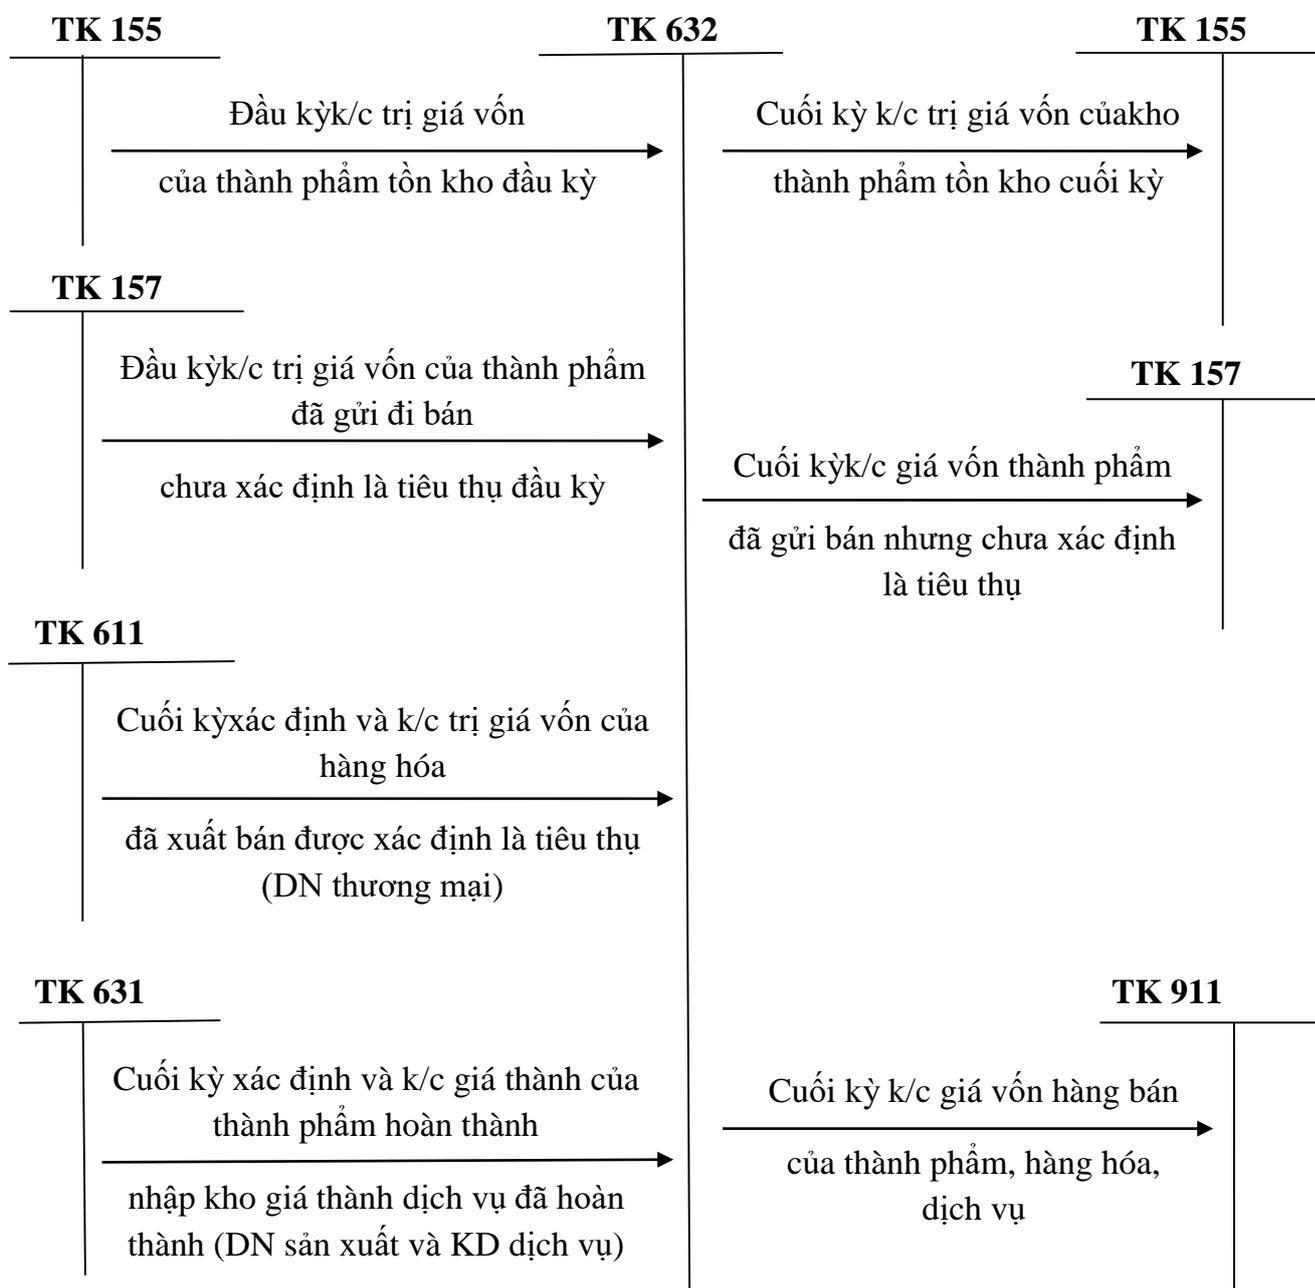 TK 155
TK 632
TK 155
Đầu kỳk/c trị giá vốn
của thành phẩm tồn kho đầu kỳ
Cuối kỳ k/c trị giá vốn củakho
thành phẩm tồn kho cuối kỳ
TK 157
Đầu kỳk/c trị giá vốn của thành phẩm
đã gửi đi bán
chưa xác định là tiêu thụ đầu kỳ
TK 157
Cuối kỳk/c giá vốn thành phẩm
đã gửi bán nhưng chưa xác định
là tiêu thụ
TK 611
Cuối kỳxác định và k/c trị giá vốn của
hàng hóa
đã xuất bán được xác định là tiêu thụ
(DN thương mại)
TK 631
Cuối kỳ xác định và k/c giá thành của
thành phẩm hoàn thành
nhập kho giá thành dịch vụ đã hoàn
thành (DN sản xuất và KD dịch vụ)
TK 911
Cuối kỳ k/c giá vốn hàng bán
của thành phẩm, hàng hóa,
dịch vụ